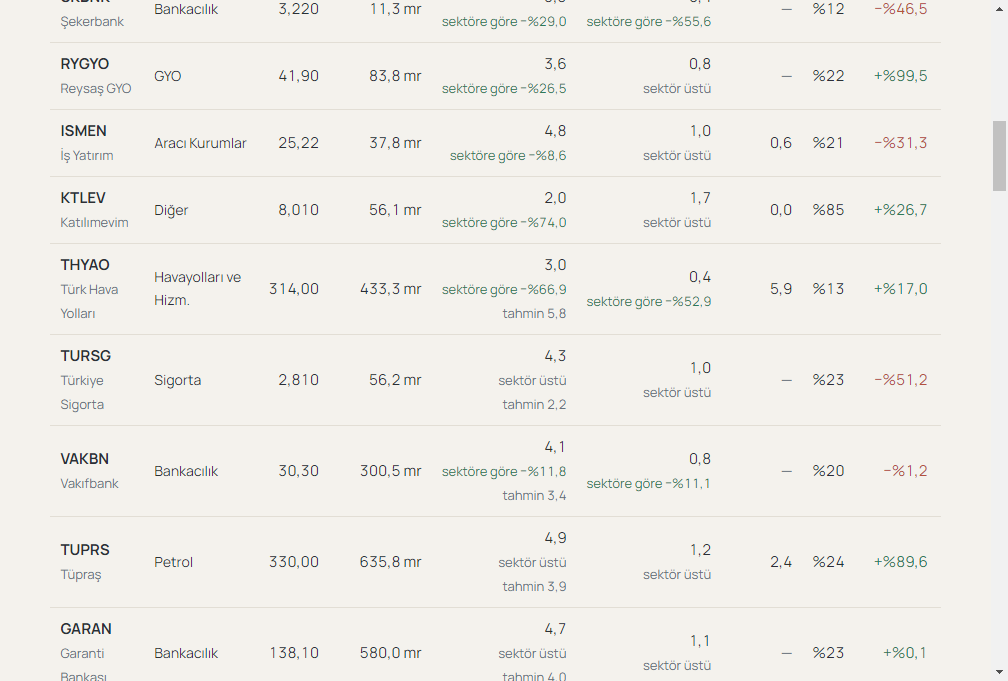 Bankacılık 3,220 11,3 mr — %12 −%46,5
Şekerbank sektöre göre −%29,0 sektöre göre −%55,6
RYGYO
Reysaş GYO
GYO 41,90 83,8 mr
3,6
sektöre göre −%26,5
0,8
sektör üstü
— %22 +%99,5
ISMEN
İş Yatırım
Aracı Kurumlar 25,22 37,8 mr
4,8
sektöre göre −%8,6
1,0
sektör üstü
0,6 %21 −%31,3
KTLEV
Katılımevim
Diğer 8,010 56,1 mr
2,0
sektöre göre −%74,0
1,7
sektör üstü
0,0 %85 +%26,7
THYAO
Türk Hava
Yolları
Havayolları ve
Hizm.
314,00 433,3 mr
3,0
sektöre göre −%66,9
tahmin 5,8
0,4
sektöre göre −%52,9
5,9 %13 +%17,0
TURSG
Türkiye
Sigorta
Sigorta 2,810 56,2 mr
4,3
sektör üstü
tahmin 2,2
1,0
sektör üstü
— %23 −%51,2
VAKBN
Vakıfbank
Bankacılık 30,30 300,5 mr
4,1
sektöre göre −%11,8
tahmin 3,4
0,8
sektöre göre −%11,1
— %20 −%1,2
TUPRS
Tüpraş
Petrol 330,00 635,8 mr
4,9
sektör üstü
tahmin 3,9
1,2
sektör üstü
2,4 %24 +%89,6
GARAN
Garanti
Bankası
Bankacılık 138,10 580,0 mr
4,7
sektör üstü
tahmin 4,0
1,1
sektör üstü
— %23 +%0,1